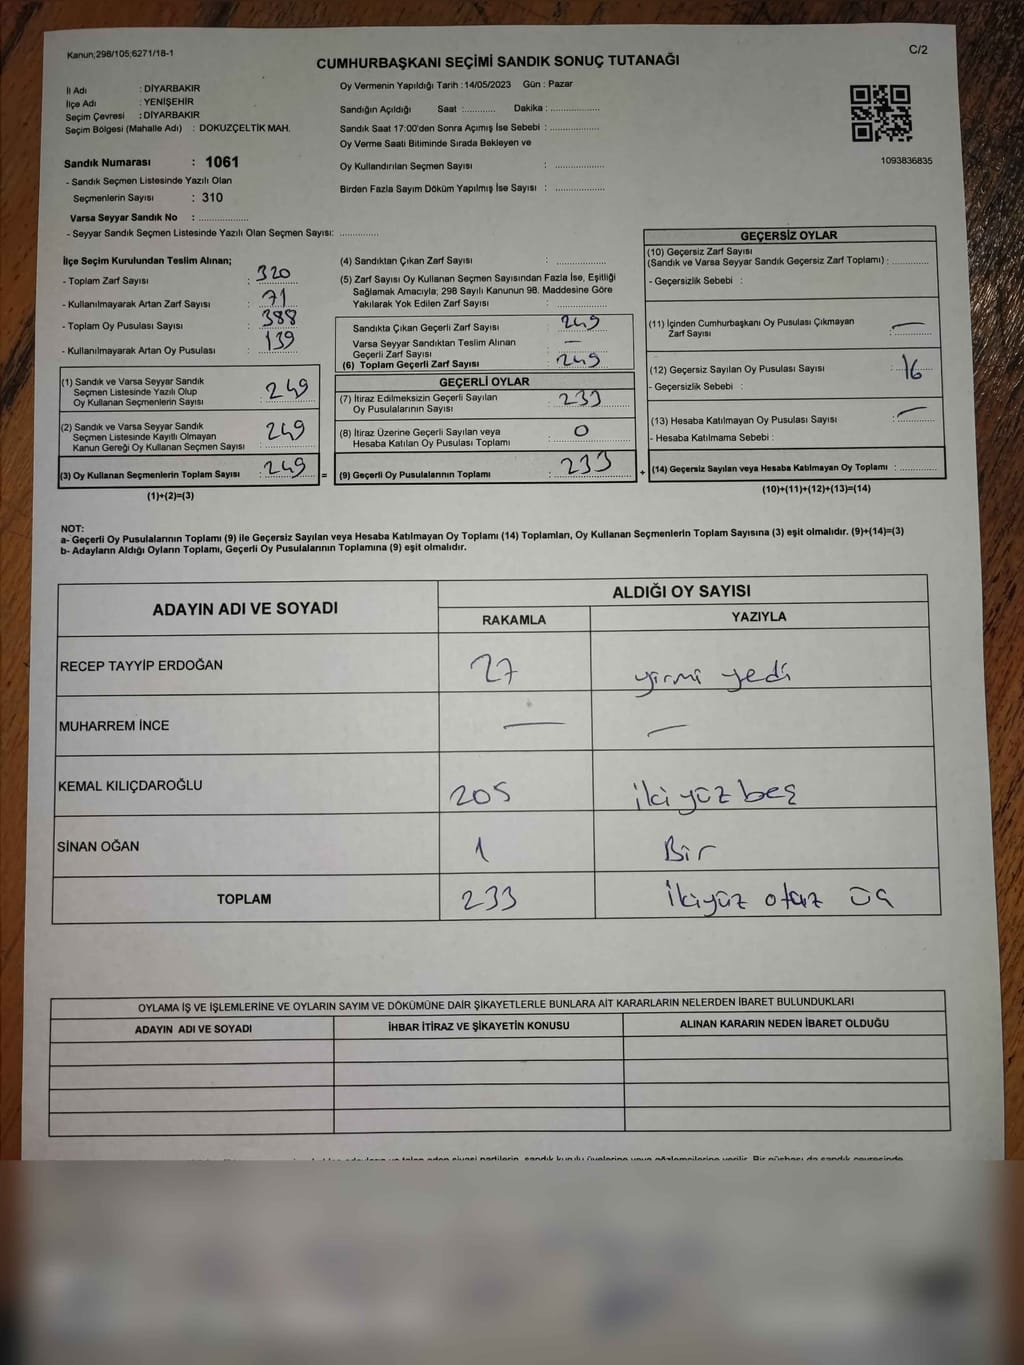 Kanun;298/105;6271/18-1
C/2
CUMHURBAŞKANI SEÇİMİ SANDIK SONUÇ TUTANAĞI
İl Adı : DİYARBAKIR
İlçe Adı : YENİŞEHİR
Seçim Çevresi : DİYARBAKIR
Seçim Bölgesi (Mahalle Adı) : DOKUZÇELTİK MAH.
Oy Vermenin Yapıldığı Tarih :14/05/2023 Gün : Pazar
Sandığın Açıldığı Saat :........... Dakika : .................
Sandık Saat 17:00'den Sonra Açımış İse Sebebi : .................
Oy Verme Saati Bitiminde Sırada Bekleyen ve
Oy Kullandırılan Seçmen Sayısı : .................
Birden Fazla Sayım Döküm Yapılmış İse Sayısı : .................
1093836835
Sandık Numarası : 1061
- Sandık Seçmen Listesinde Yazılı Olan
Seçmenlerin Sayısı : 310
Varsa Seyyar Sandık No : .................
- Seyyar Sandık Seçmen Listesinde Yazılı Olan Seçmen Sayısı: .............
İlçe Seçim Kurulundan Teslim Alınan;
- Toplam Zarf Sayısı : 320
- Kullanılmayarak Artan Zarf Sayısı : 71
- Toplam Oy Pusulası Sayısı : 388
- Kullanılmayarak Artan Oy Pusulası : 139
(1) Sandık ve Varsa Seyyar Sandık
Seçmen Listesinde Yazılı Olup
Oy Kullanan Seçmenlerin Sayısı : 249
(2) Sandık ve Varsa Seyyar Sandık
Seçmen Listesinde Kayıtlı Olmayan
Kanun Gereği Oy Kullanan Seçmen Sayısı : 249
(3) Oy Kullanan Seçmenlerin Toplam Sayısı : 249 =
(1)+(2)=(3)
(4) Sandıktan Çıkan Zarf Sayısı : .................
(5) Zarf Sayısı Oy Kullanan Seçmen Sayısından Fazla İse, Eşitliği
Sağlamak Amacıyla; 298 Sayılı Kanunun 98. Maddesine Göre
Yakılarak Yok Edilen Zarf Sayısı : .................
Sandıkta Çıkan Geçerli Zarf Sayısı : 249
Varsa Seyyar Sandıktan Teslim Alınan
Geçerli Zarf Sayısı : —
(6) Toplam Geçerli Zarf Sayısı : 249
GEÇERLİ OYLAR
(7) İtiraz Edilmeksizin Geçerli Sayılan
Oy Pusulalarının Sayısı : 233
(8) İtiraz Üzerine Geçerli Sayılan veya
Hesaba Katılan Oy Pusulası Toplamı : 0
(9) Geçerli Oy Pusulalarının Toplamı : 233 +
GEÇERSİZ OYLAR
(10) Geçersiz Zarf Sayısı
(Sandık ve Varsa Seyyar Sandık Geçersiz Zarf Toplamı) : .............
- Geçersizlik Sebebi :
(11) İçinden Cumhurbaşkanı Oy Pusulası Çıkmayan
Zarf Sayısı : —
(12) Geçersiz Sayılan Oy Pusulası Sayısı : 16
- Geçersizlik Sebebi :
(13) Hesaba Katılmayan Oy Pusulası Sayısı : —
- Hesaba Katılmama Sebebi :
(14) Geçersiz Sayılan veya Hesaba Katılmayan Oy Toplamı : .............
(10)+(11)+(12)+(13)=(14)
NOT:
a- Geçerli Oy Pusulalarının Toplamı (9) ile Geçersiz Sayılan veya Hesaba Katılmayan Oy Toplamı (14) Toplamları, Oy Kullanan Seçmenlerin Toplam Sayısına (3) eşit olmalıdır. (9)+(14)=(3)
b- Adayların Aldığı Oyların Toplamı, Geçerli Oy Pusulalarının Toplamına (9) eşit olmalıdır.
ADAYIN ADI VE SOYADI
ALDIĞI OY SAYISI
RAKAMLA YAZIYLA
RECEP TAYYİP ERDOĞAN 27 yirmi yedi
MUHARREM İNCE — —
KEMAL KILIÇDAROĞLU 205 iki yüz beş
SİNAN OĞAN 1 Bir
TOPLAM 233 İkiyüz otuz üç
OYLAMA İŞ VE İŞLEMLERİNE VE OYLARIN SAYIM VE DÖKÜMÜNE DAİR ŞİKAYETLERLE BUNLARA AİT KARARLARIN NELERDEN İBARET BULUNDUKLARI
ADAYIN ADI VE SOYADI İHBAR İTİRAZ VE ŞİKAYETİN KONUSU ALINAN KARARIN NEDEN İBARET OLDUĞU